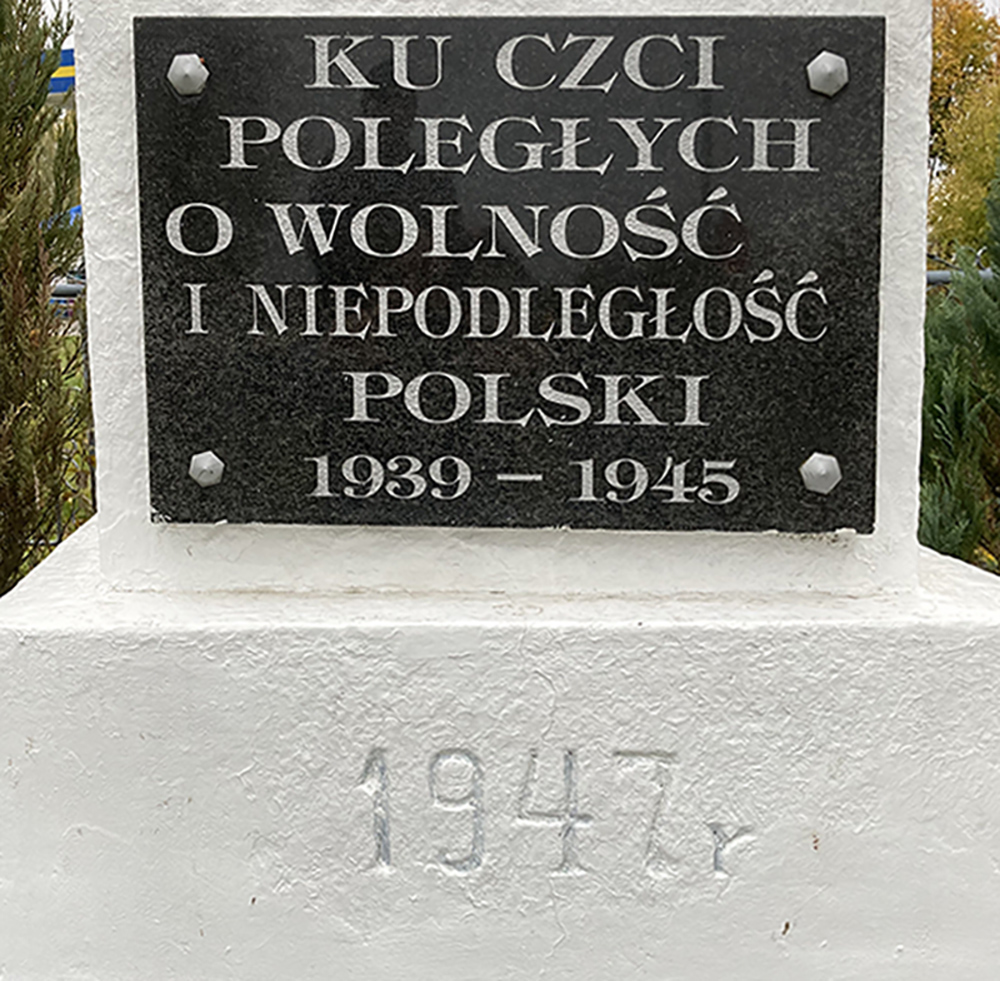 KU CZCI
POLEGŁYCH
O WOLNOŚĆ
I NIEPODLEGŁOŚĆ
POLSKI
1939 – 1945
1947 r